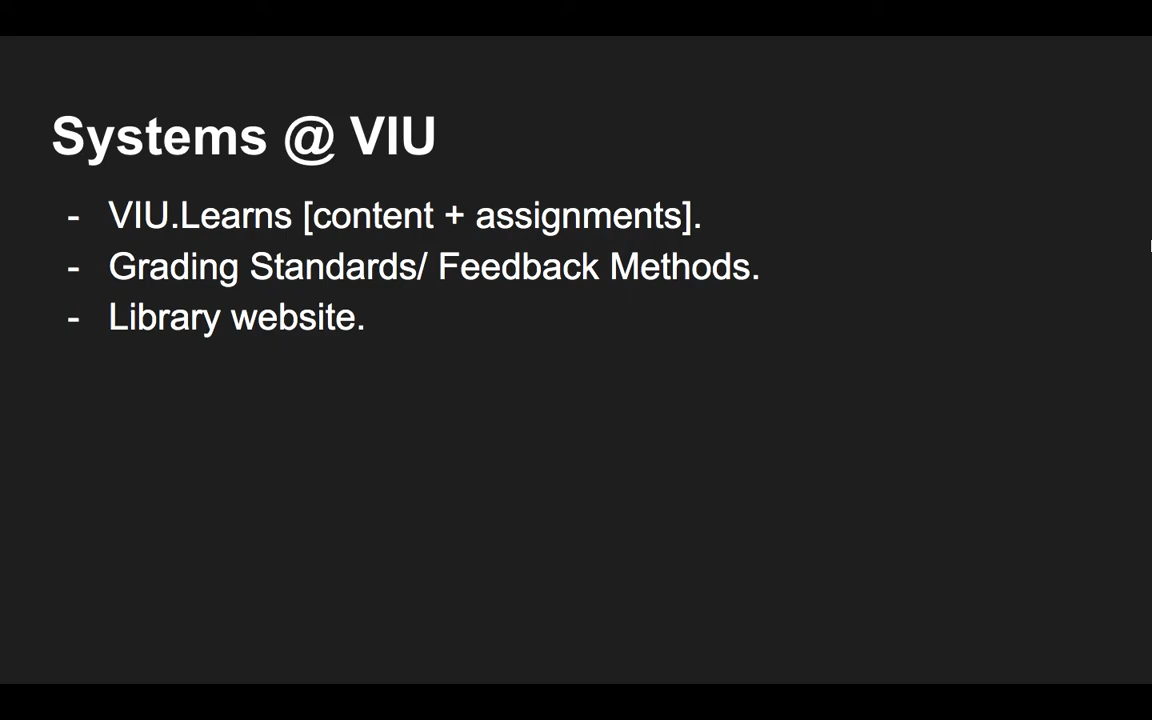 Systems @ VIU
- VIU.Learns [content + assignments].
- Grading Standards/ Feedback Methods.
- Library website.